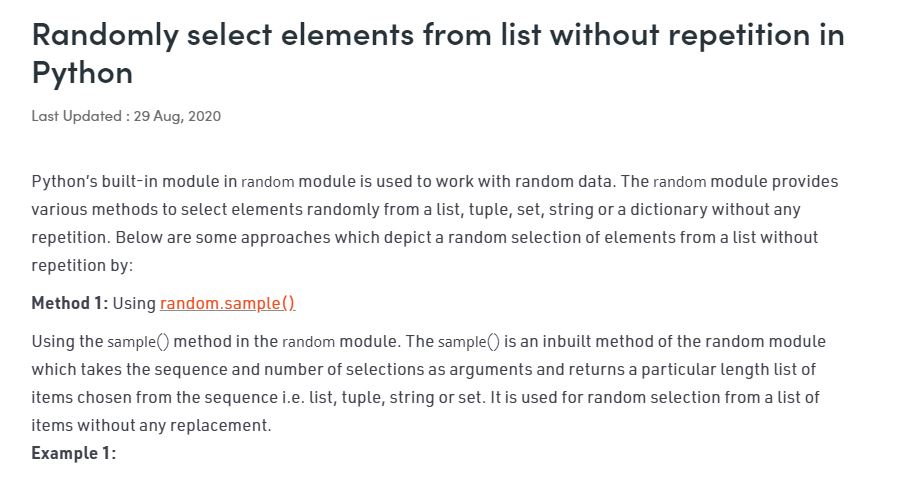 Randomly select elements from list without repetition in
Python
Last Updated : 29 Aug, 2020
Python's built-in module in random module is used to work with random data. The random module provides
various methods to select elements randomly from a list, tuple, set, string or a dictionary without any
repetition. Below are some approaches which depict a random selection of elements from a list without
repetition by:
Method 1: Using random.sample()
Using the sample() method in the random module. The sample() is an inbuilt method of the random module
which takes the sequence and number of selections as arguments and returns a particular length list of
items chosen from the sequence i.e. list, tuple, string or set. It is used for random selection from a list of
items without any replacement.
Example 1: